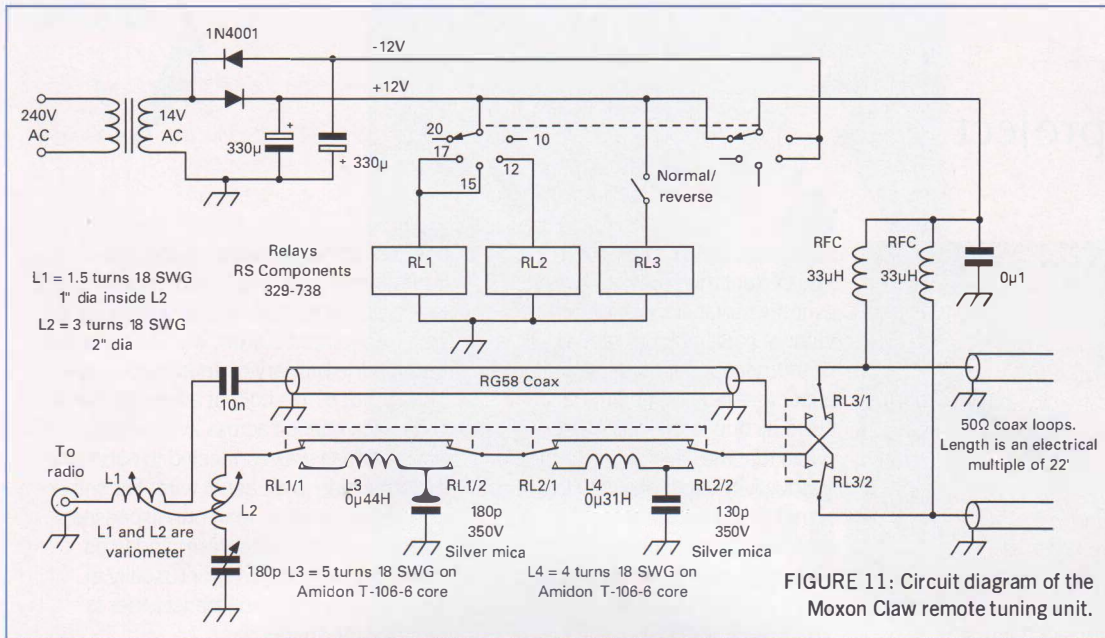 1N4001
-12V
+12V
240V
AC
14V
AC
+
330µ
+ 330µ
20
17
15
12
10
Normal/
reverse
RL1
RL2
RL3
Relays
RS Components
329-738
RFC
33µH
RFC
33µH
0µ1
L1 = 1.5 turns 18 SWG
1" dia inside L2
L2 = 3 turns 18 SWG
2" dia
10n
RG58 Coax
To
radio
L1
L2
L1 and L2 are
variometer
180p
RL1/1
L3
0µ44H
RL1/2
180p
350V
Silver mica
RL2/1
L4
0µ31H
RL2/2
130p
350V
Silver mica
RL3/1
RL3/2
50Ω coax loops.
Length is an electrical
multiple of 22'
L3 = 5 turns 18 SWG on
Amidon T-106-6 core
L4 = 4 turns 18 SWG on
Amidon T-106-6 core
FIGURE 11: Circuit diagram of the
Moxon Claw remote tuning unit.